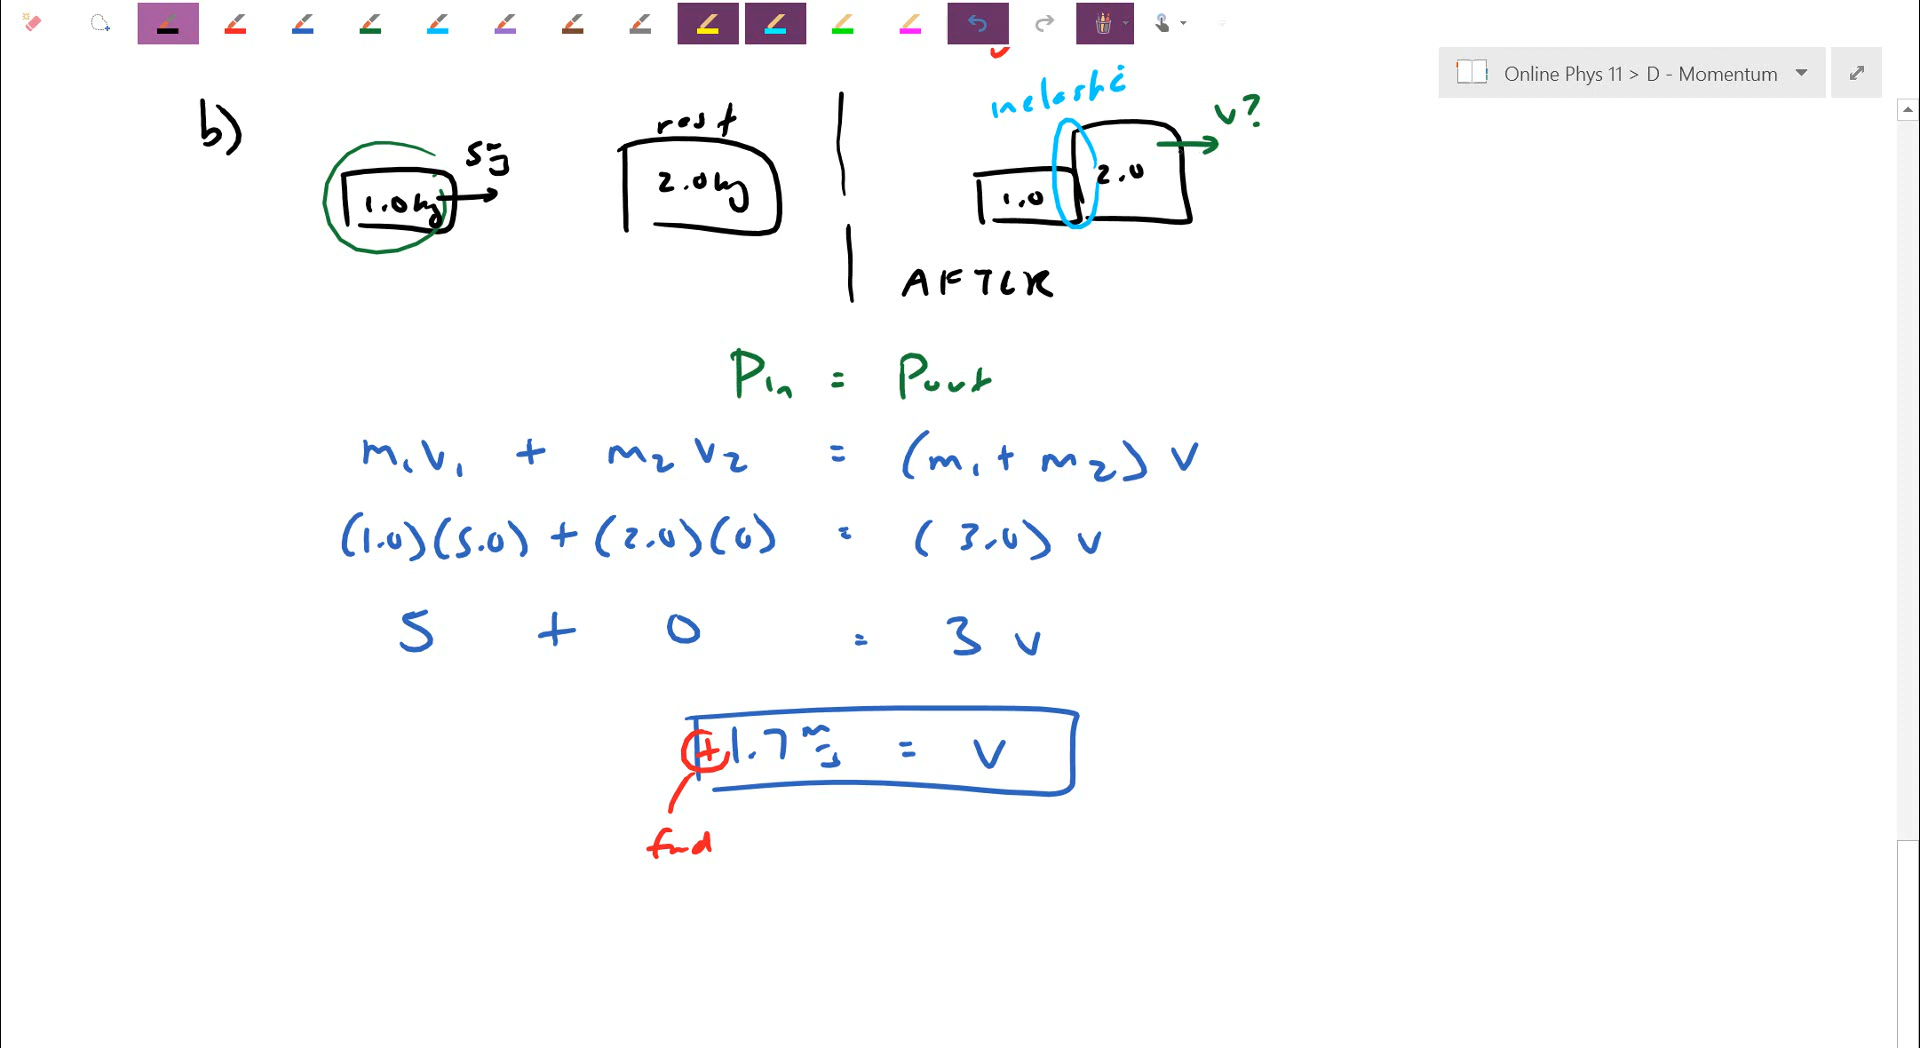 Online Phys 11 > D - Momentum
b)
1.0 kg
5 m/s
rest
2.0 kg
inelastic
1.0
2.0
v?
AFTER
Pin = Pout
m₁v₁ + m₂v₂ = (m₁ + m₂) v
(1.0)(5.0) + (2.0)(0) = (3.0) v
5 + 0 = 3 v
+1.7 m/s = v
fwd